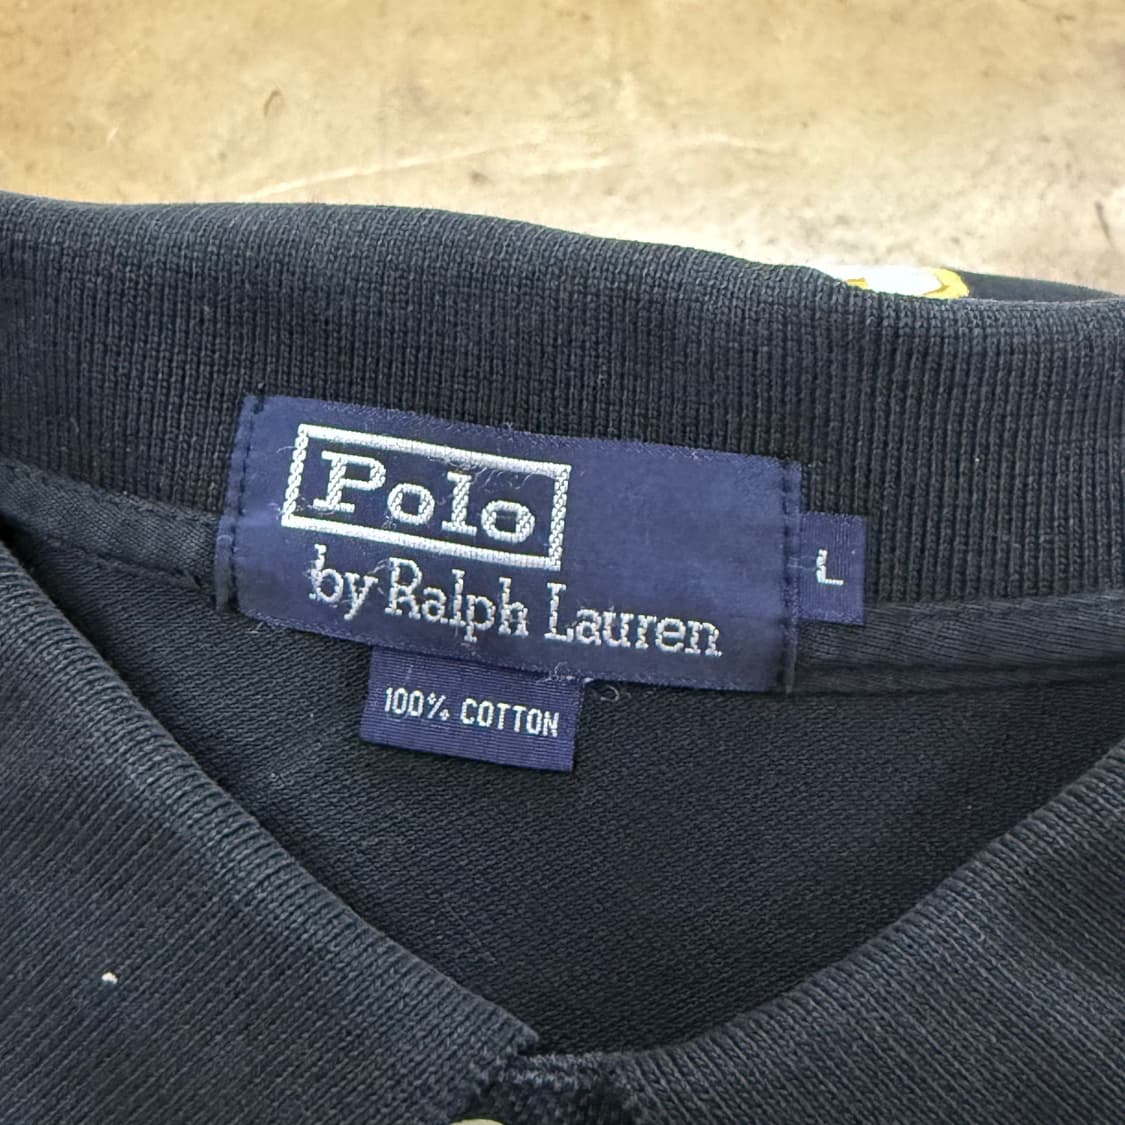 Polo
by Ralph Lauren
L
100% COTTON